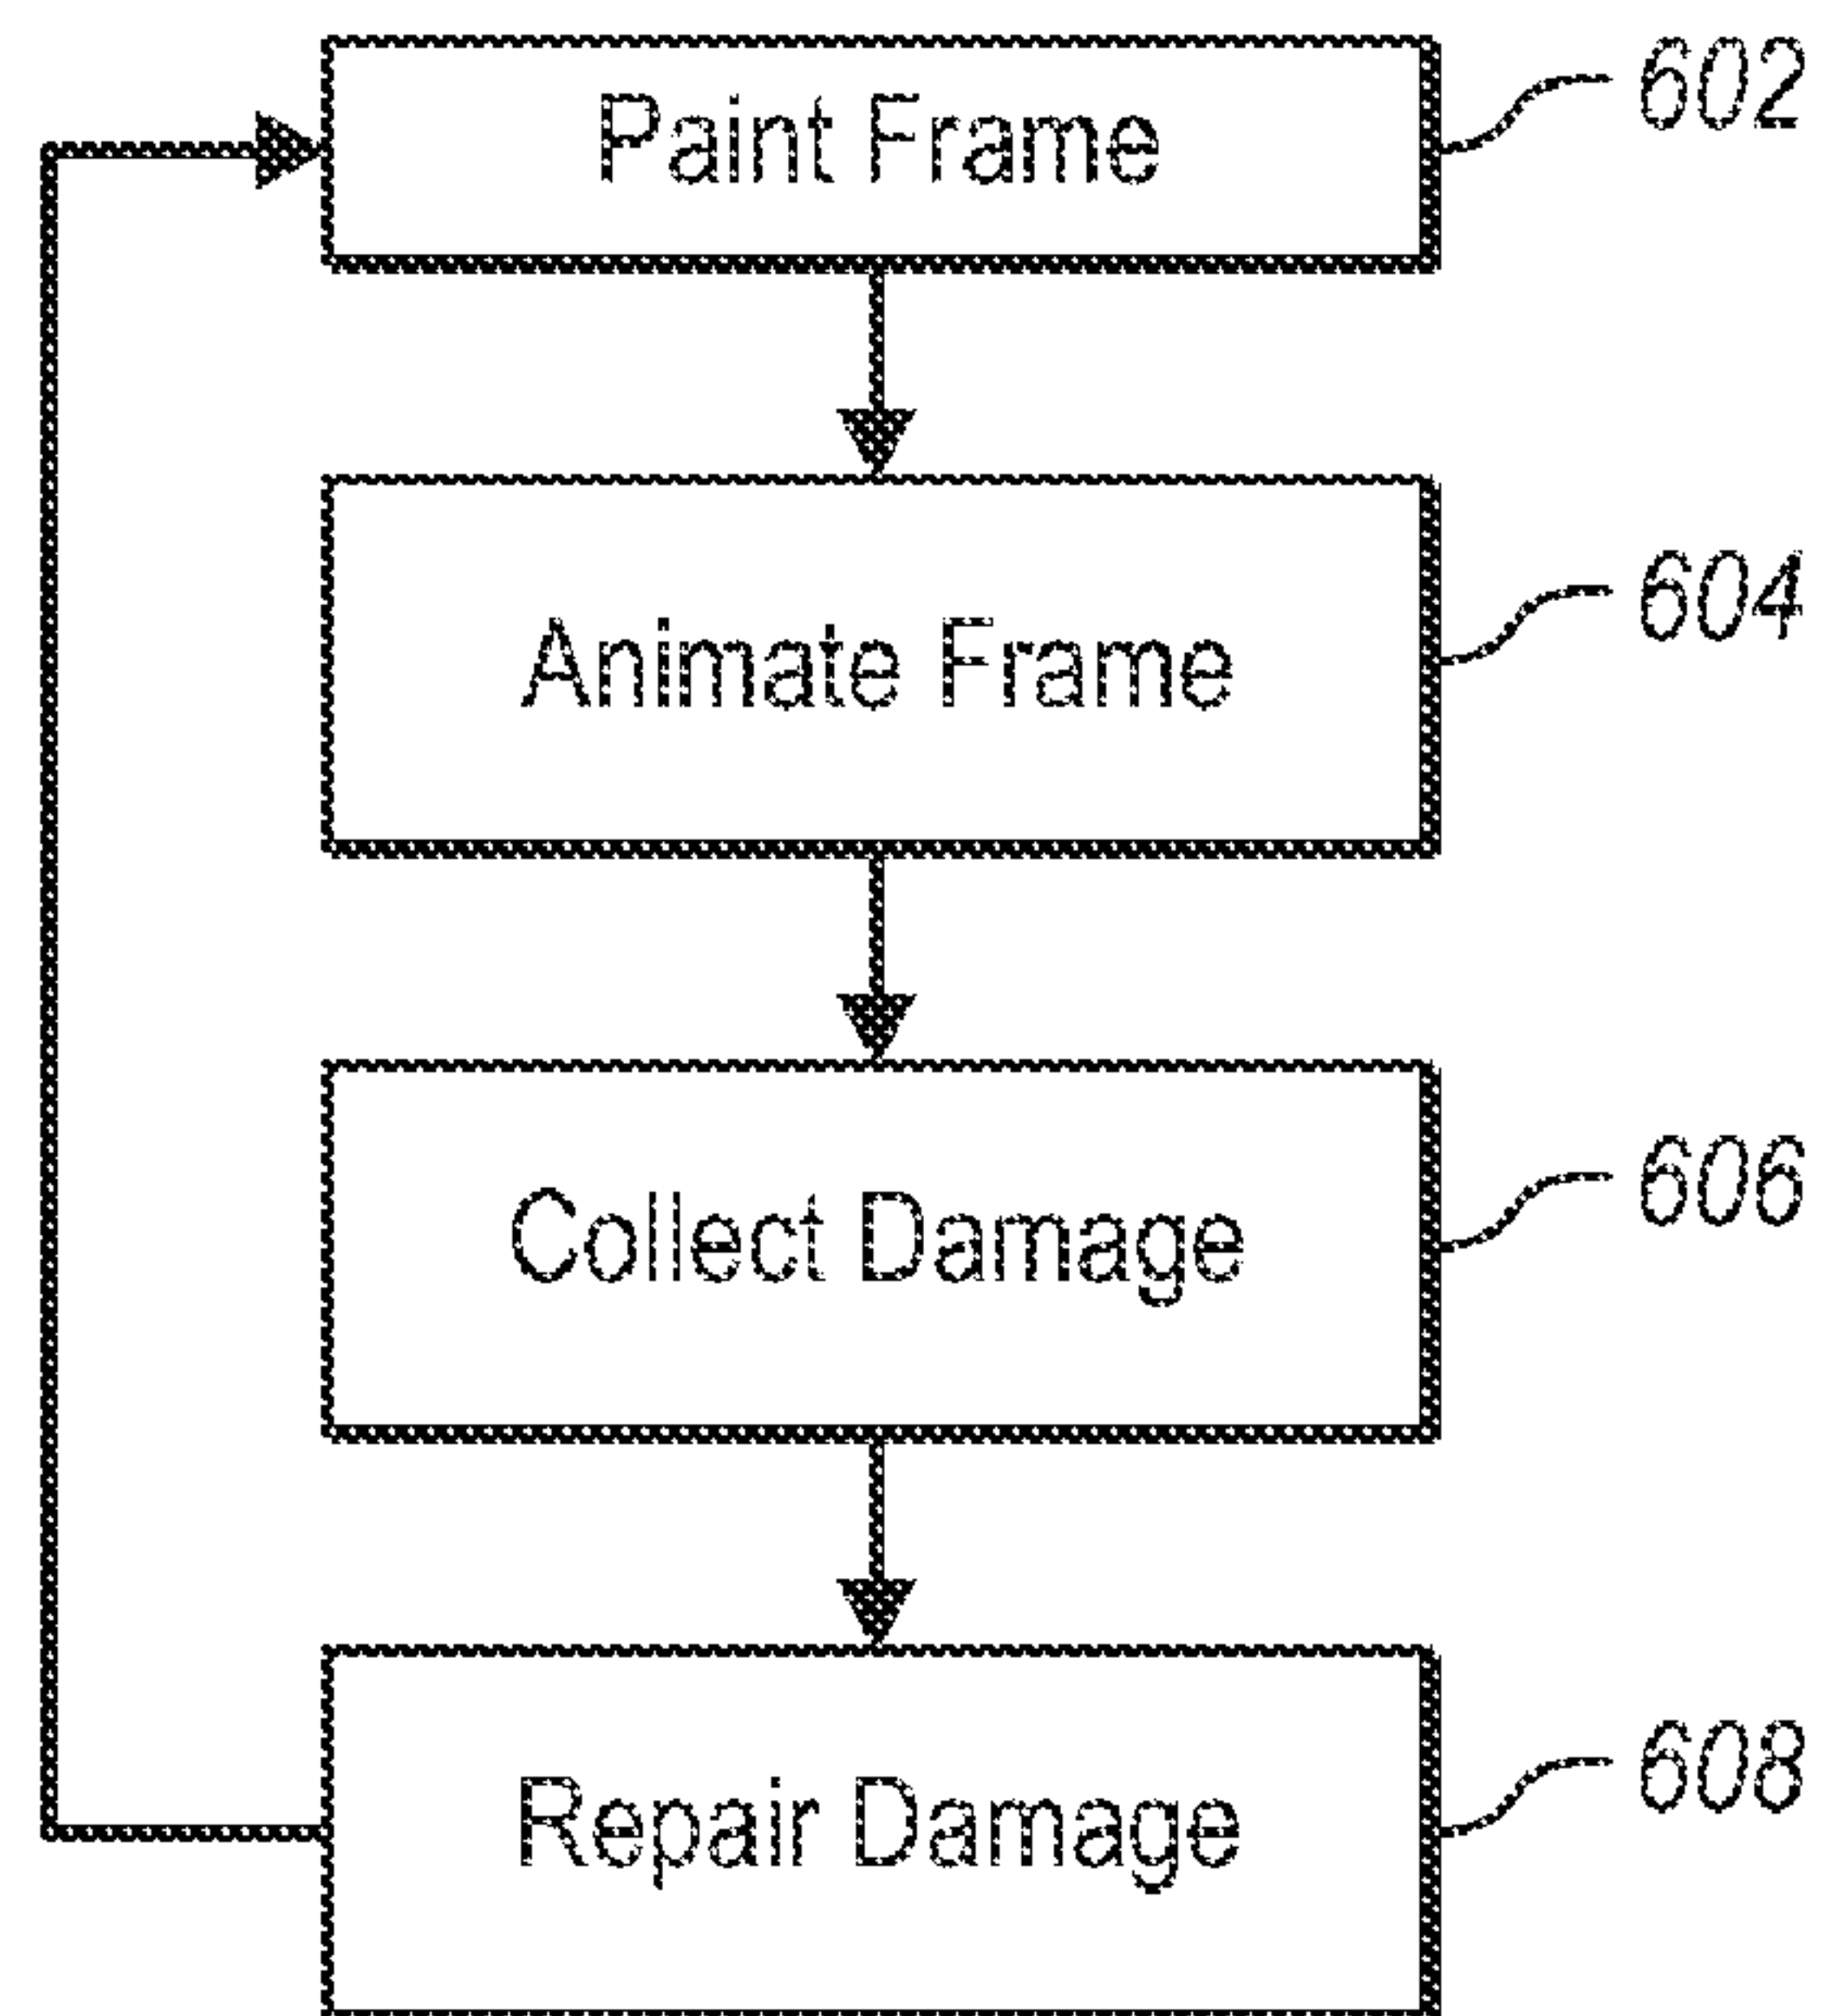 Paint Frame
602
Animate Frame
604
Collect Damage
606
Repair Damage
608